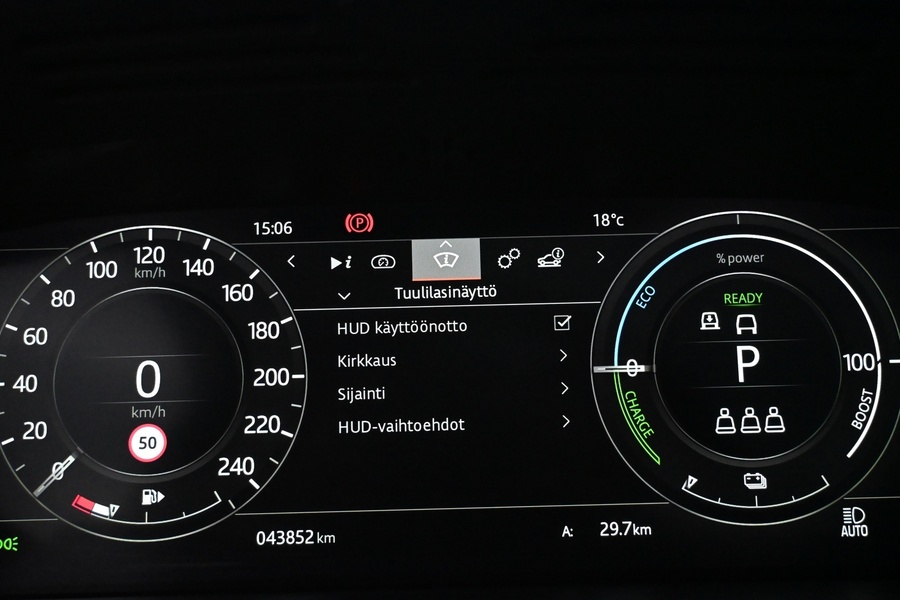 15:06
P
18°c
i
i
i
Tuulilasinäyttö
HUD käyttöönotto
Kirkkaus
Sijainti
HUD-vaihtoehdot
0
20
40
60
80
100
120
140
160
180
200
220
240
km/h
0
km/h
50
% power
READY
P
ECO
0
CHARGE
100
BOOST
043852 km
A: 29.7km
AUTO